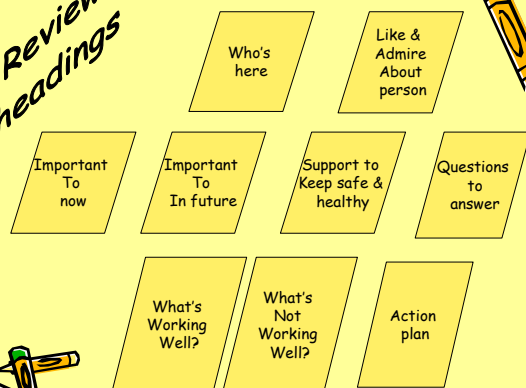 Review
headings
Who's
here
Like &
Admire
About
person
Important
To
now
Important
To
In future
Support to
Keep safe &
healthy
Questions
to
answer
What's
Working
Well?
What's
Not
Working
Well?
Action
plan